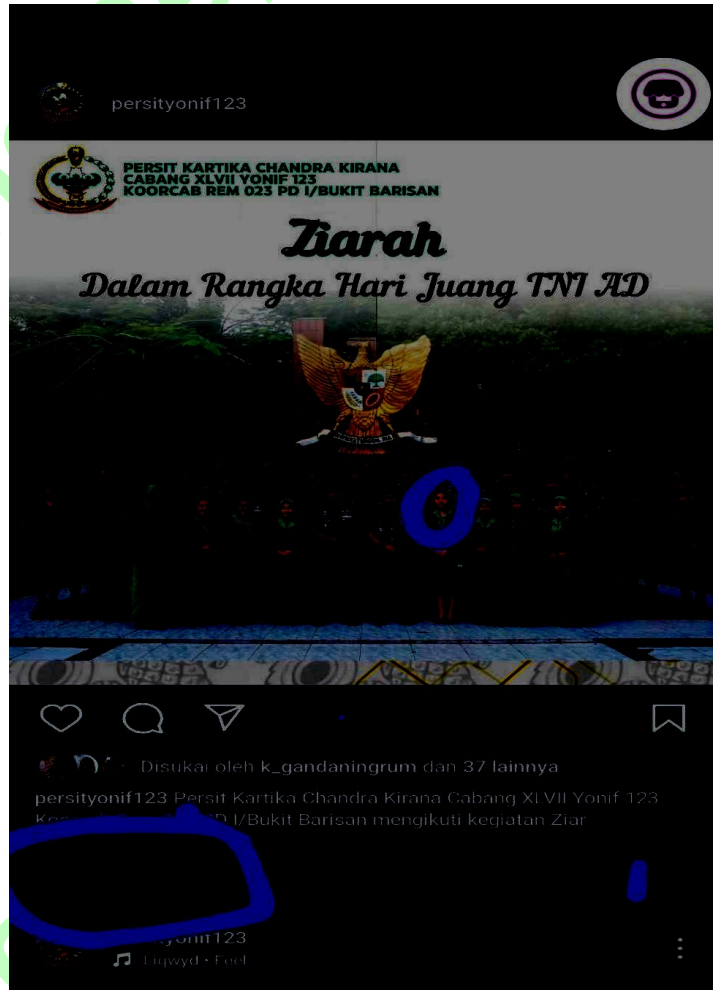 persityonif123
PERSIT KARTIKA CHANDRA KIRANA
CABANG XLVII YONIF 123
KOORCAB REM 023 PD I/BUKIT BARISAN
Ziarah
Dalam Rangka Hari Juang TNI AD
Disukai oleh k_gandaningrum dan 37 lainnya
persityonif123 Persit Kartika Chandra Kirana Cabang XLVII Yonif 123
I/Bukit Barisan mengikuti kegiatan Ziar
Liqwyd • Feel